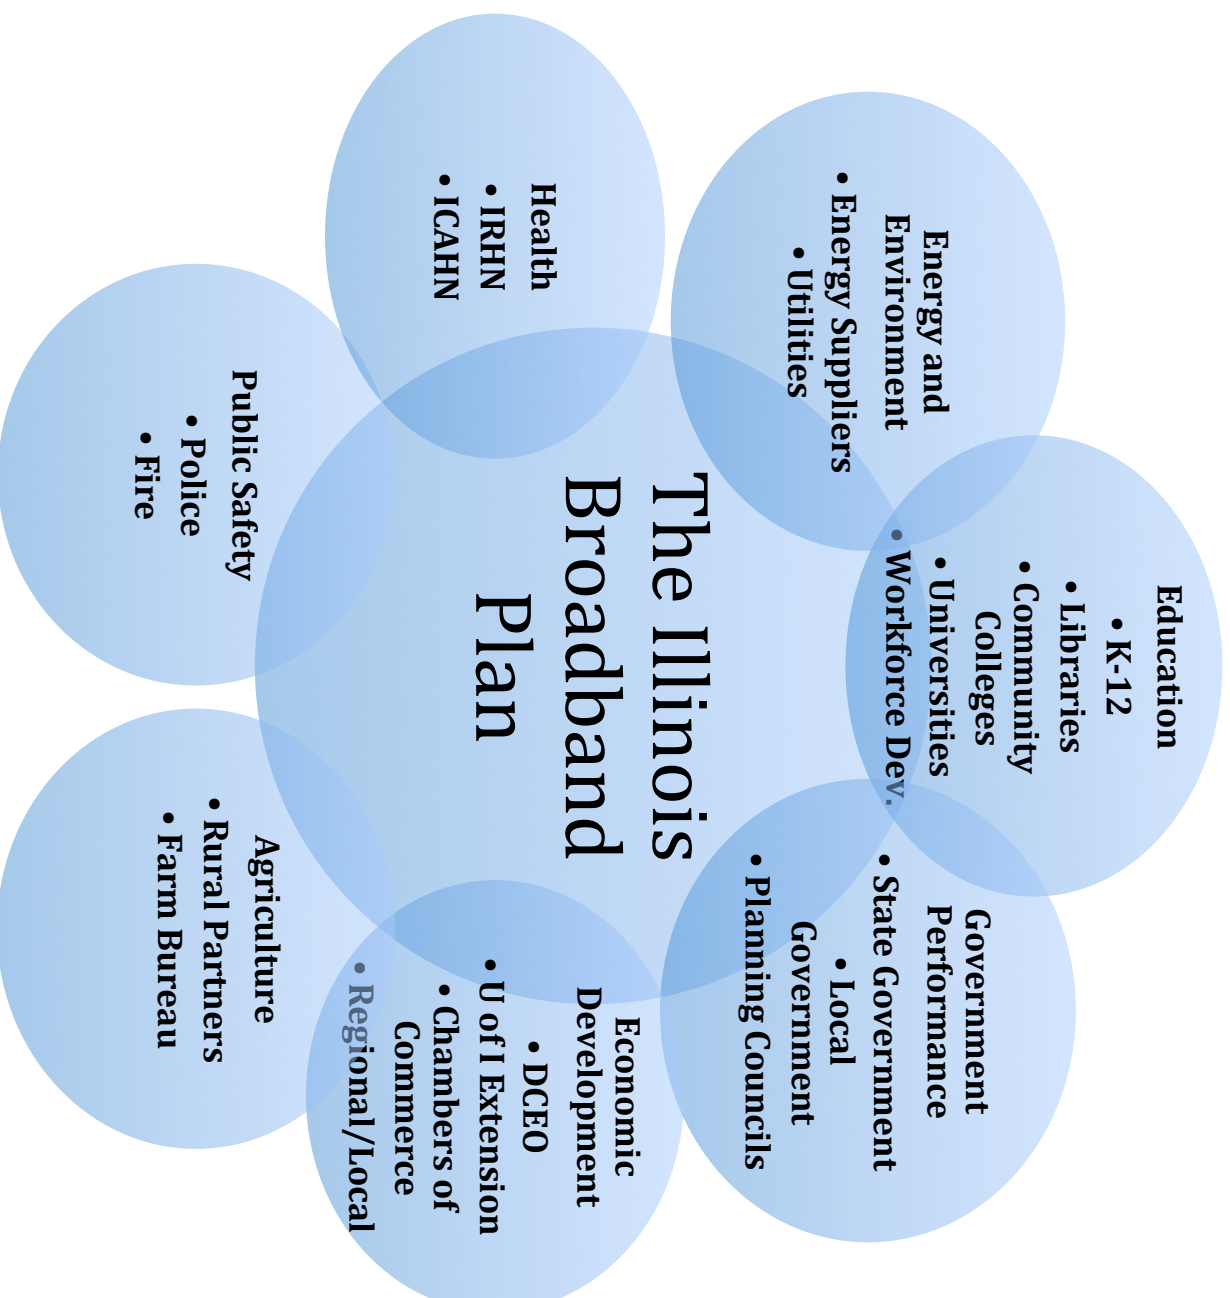 The Illinois
Broadband
Plan
Education
• K-12
• Libraries
• Community
Colleges
• Universities
• Workforce Dev.
Government
Performance
• State Government
• Local
Government
• Planning Councils
Economic
Development
• DCEO
• U of I Extension
• Chambers of
Commerce
• Regional/Local
Agriculture
• Rural Partners
• Farm Bureau
Public Safety
• Police
• Fire
Health
• IRHN
• ICAHN
Energy and
Environment
• Energy Suppliers
• Utilities